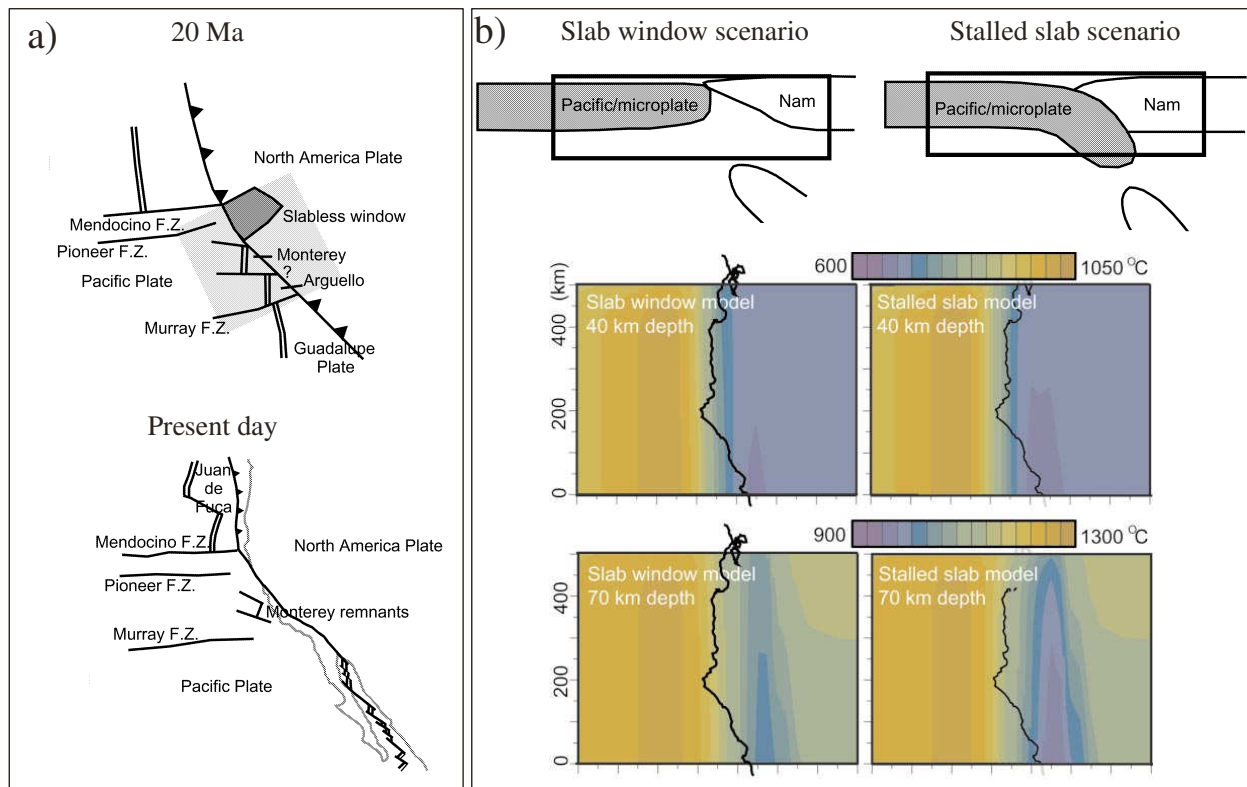 a)
20 Ma
North America Plate
Slabless window
Mendocino F.Z.
Pioneer F.Z.
Monterey
?
Pacific Plate
Arguello
Murray F.Z.
Guadalupe
Plate
Present day
Juan
de
Fuca
Mendocino F.Z.
North America Plate
Pioneer F.Z.
Monterey remnants
Murray F.Z.
Pacific Plate
b)
Slab window scenario
Stalled slab scenario
Pacific/microplate
Nam
Pacific/microplate
Nam
600
1050 °C
(km)
400
200
0
Slab window model
40 km depth
Stalled slab model
40 km depth
900
1300 °C
400
200
0
Slab window model
70 km depth
Stalled slab model
70 km depth